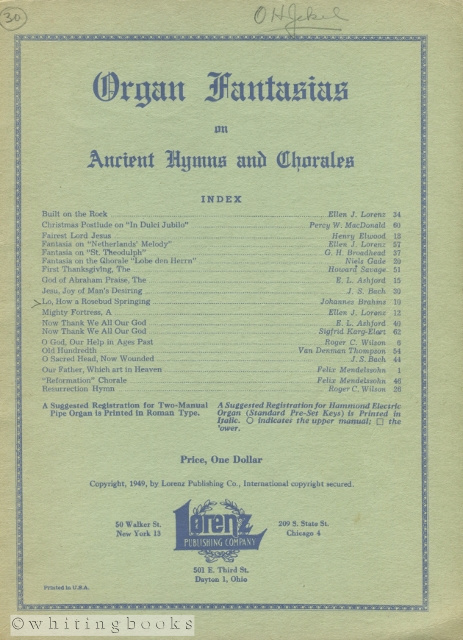 30
O H Jekel
Organ Fantasias
on
Ancient Hymns and Chorales
INDEX
Built on the Rock Ellen J. Lorenz 34
Christmas Postlude on "In Dulci Jubilo" Percy W. MacDonald 60
Fairest Lord Jesus Henry Elwood 18
Fantasia on "Netherlands' Melody" Ellen J. Lorenz 57
Fantasia on "St. Theodulph" G. H. Broadhead 37
Fantasia on the Chorale "Lobe den Herrn" Niels Gade 29
First Thanksgiving, The Howard Savage 51
God of Abraham Praise, The E. L. Ashford 15
Jesu, Joy of Man's Desiring J. S. Bach 30
Lo, How a Rosebud Springing Johannes Brahms 10
Mighty Fortress, A Ellen J. Lorenz 12
Now Thank We All Our God E. L. Ashford 40
Now Thank We All Our God Sigfrid Karg-Elert 62
O God, Our Help in Ages Past Roger C. Wilson 6
Old Hundredth Van Denman Thompson 54
O Sacred Head, Now Wounded J. S. Bach 44
Our Father, Which art in Heaven Felix Mendelssohn 1
"Reformation" Chorale Felix Mendelssohn 46
Resurrection Hymn Roger C. Wilson 26
A Suggested Registration for Two-Manual
Pipe Organ is Printed in Roman Type.
A Suggested Registration for Hammond Electric
Organ (Standard Pre-Set Keys) is Printed in
Italic. ○ indicates the upper manual; □ the
'ower.
Price, One Dollar
Copyright, 1949, by Lorenz Publishing Co., International copyright secured.
50 Walker St.
New York 13
Lorenz
PUBLISHING COMPANY
209 S. State St.
Chicago 4
501 E. Third St.
Dayton 1, Ohio
Printed in U.S.A.
© whitingbooks